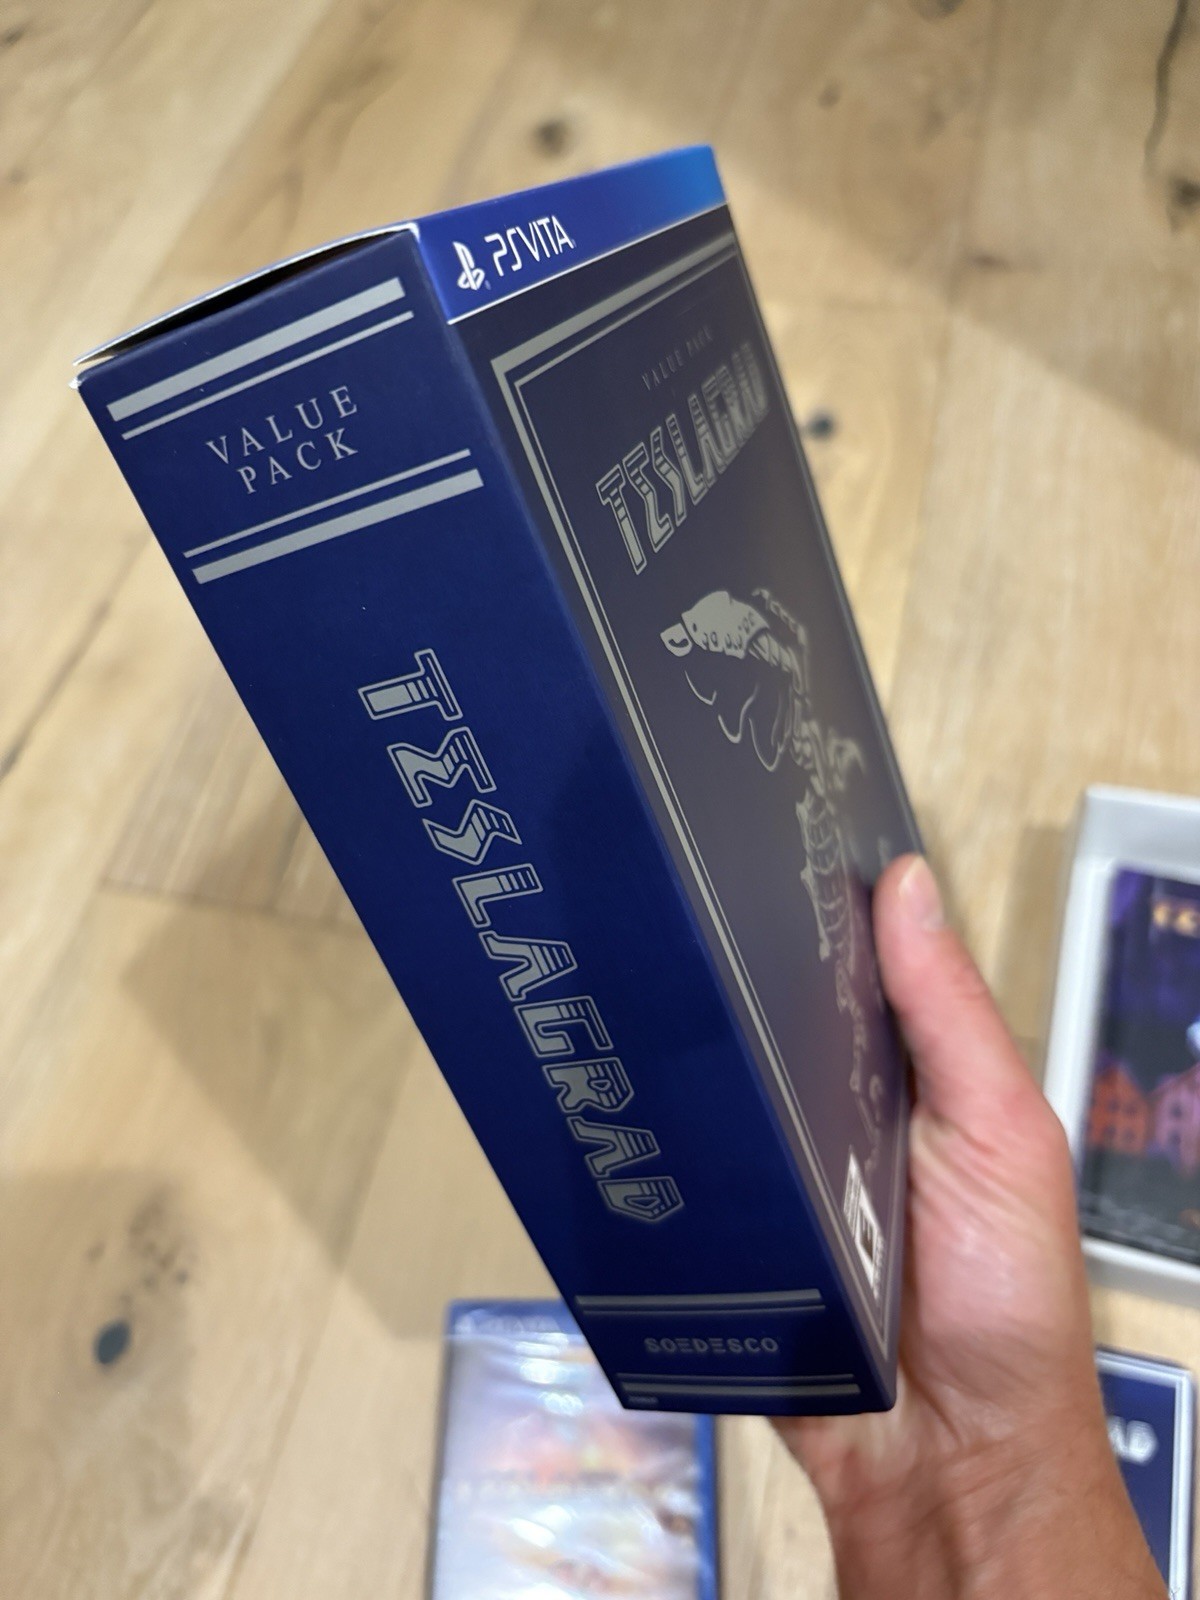 PSVITA
VALUE
PACK
TESLAGRAD
SOEDESCO
VALUE PACK
TESLAGRAD
E